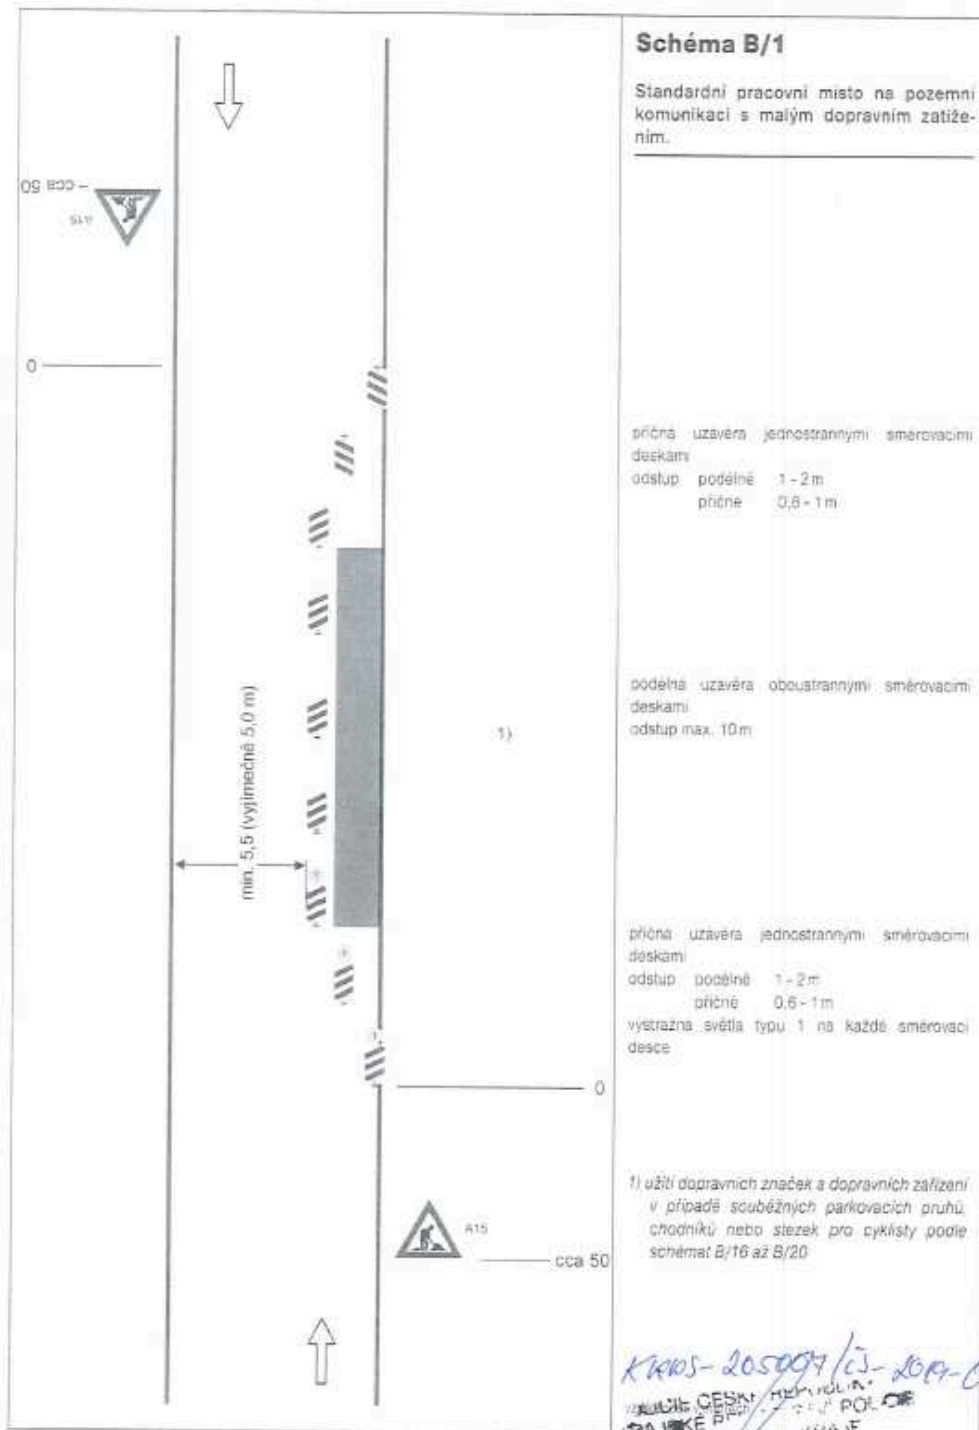 Schéma B/1
Standardní pracovní místo na pozemní
komunikaci s malým dopravním zatíže-
ním.
cca 50
A15
0
příčná uzávěra jednostrannými směrovacími
deskami
odstup podélně 1 - 2 m
příčně 0,6 - 1 m
podélná uzávěra oboustrannými směrovacími
deskami
odstup max. 10 m
1)
min. 5,5 (vyjímečně 5,0 m)
příčná uzávěra jednostrannými směrovacími
deskami
odstup podélně 1 - 2 m
příčně 0,6 - 1 m
výstražná světla typu 1 na každé směrovací
desce
0
1) užití dopravních značek a dopravních zařízení
v případě souběžných parkovacích pruhů,
chodníků nebo stezek pro cyklisty podle
schémat B/16 až B/20
A15
cca 50
POLICIE ČESKÉ REPUBLIKY